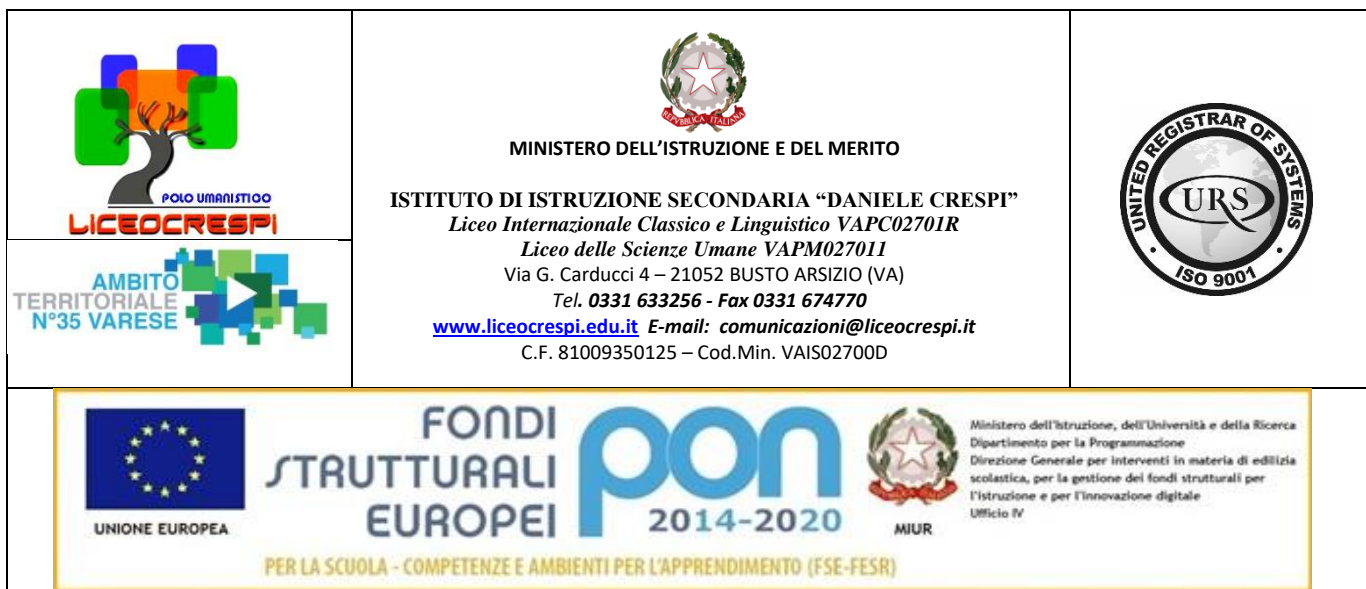 POLO UMANISTICO
LICEOCRESPI
AMBITO
TERRITORIALE
N°35 VARESE
REPVBBLICA ITALIANA
MINISTERO DELL’ISTRUZIONE E DEL MERITO
ISTITUTO DI ISTRUZIONE SECONDARIA “DANIELE CRESPI”
Liceo Internazionale Classico e Linguistico VAPC02701R
Liceo delle Scienze Umane VAPM027011
Via G. Carducci 4 – 21052 BUSTO ARSIZIO (VA)
Tel. 0331 633256 - Fax 0331 674770
www.liceocrespi.edu.it E-mail: comunicazioni@liceocrespi.it
C.F. 81009350125 – Cod.Min. VAIS02700D
UNITED REGISTRAR OF SYSTEMS
URS
ISO 9001
UNIONE EUROPEA
FONDI
STRUTTURALI
EUROPEI
pon
2014-2020
MIUR
Ministero dell'Istruzione, dell'Università e della Ricerca
Dipartimento per la Programmazione
Direzione Generale per interventi in materia di edilizia
scolastica, per la gestione dei fondi strutturali per
l'istruzione e per l'innovazione digitale
Ufficio IV
PER LA SCUOLA - COMPETENZE E AMBIENTI PER L'APPRENDIMENTO (FSE-FESR)